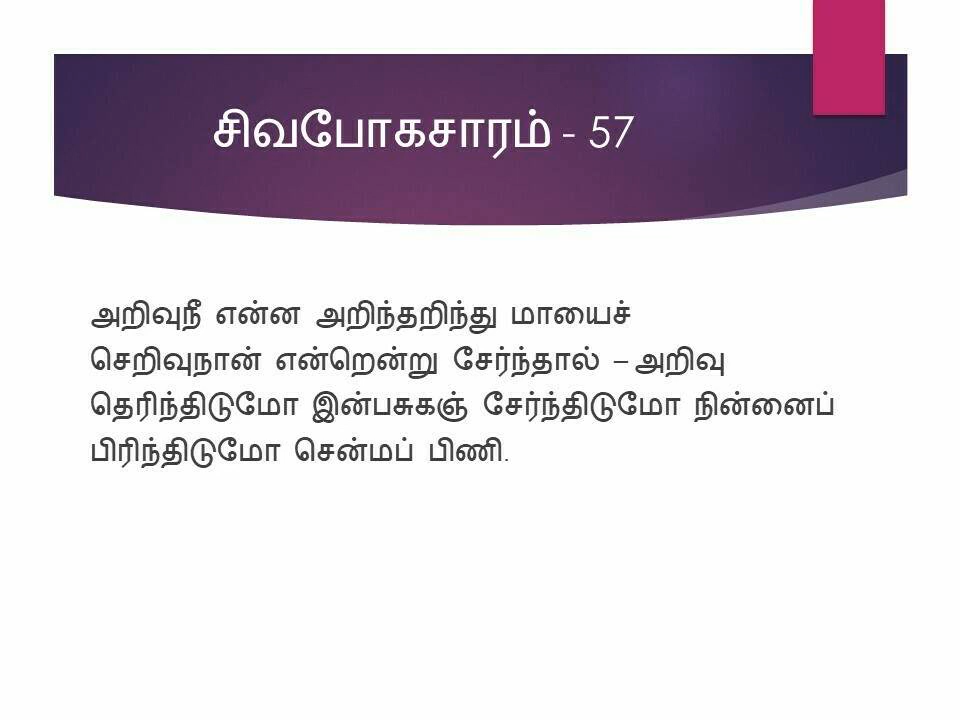 சிவபோகசாரம் - 57
அறிவுநீ என்ன அறிந்தறிந்து மாயைச்
செறிவுநான் என்றென்று சேர்ந்தால் – அறிவு
தெரிந்திடுமோ இன்பசுகஞ் சேர்ந்திடுமோ நின்னைப்
பிரிந்திடுமோ சென்மப் பிணி.